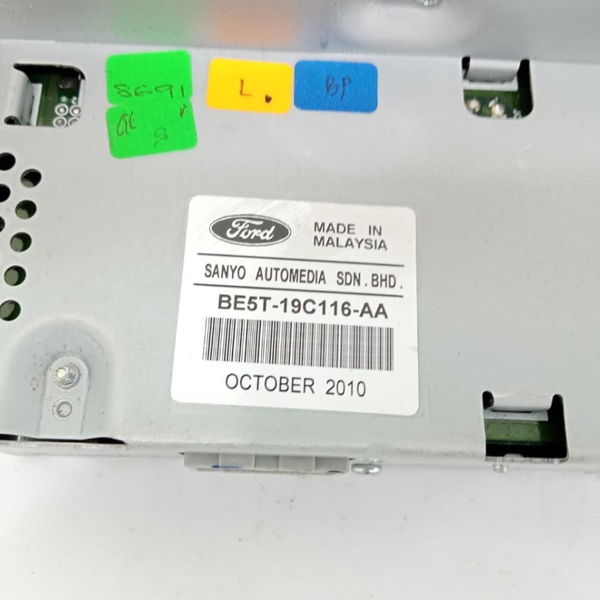 8691
L.
BP
S
Ford
MADE IN
MALAYSIA
SANYO AUTOMEDIA SDN.BHD.
BE5T-19C116-AA
OCTOBER 2010